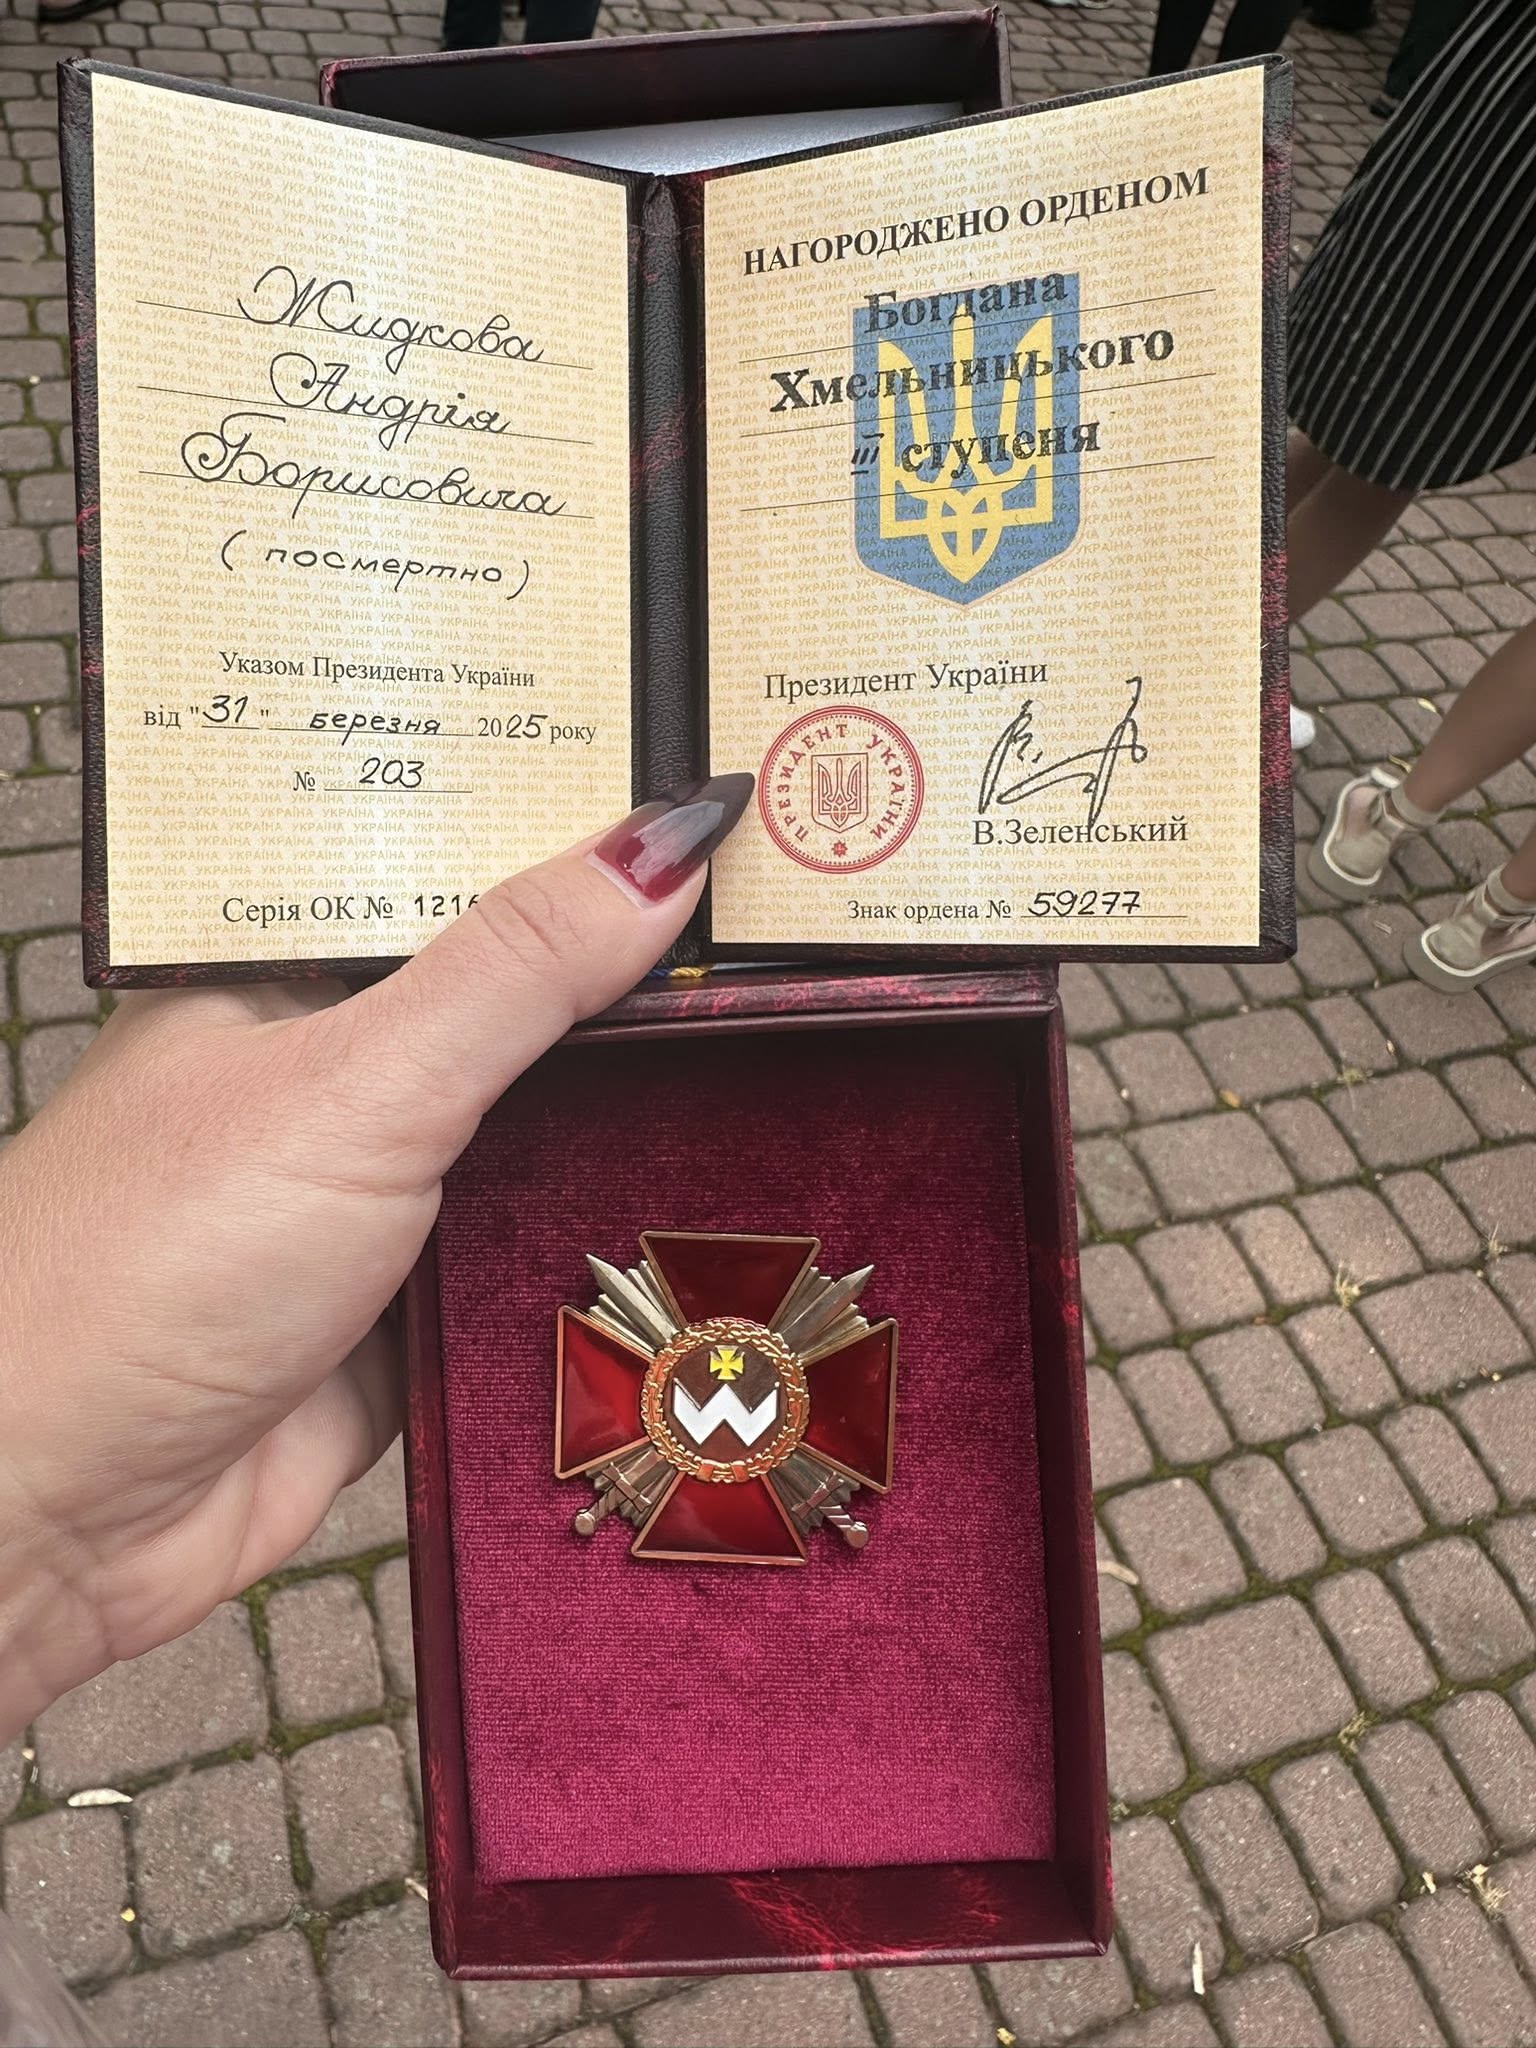 Жидкова
Андрія
Борисовича
(посмертно)
Указом Президента України
від "31" березня 2025 року
№ 203
Серія ОК №
НАГОРОДЖЕНО ОРДЕНОМ
Богдана
Хмельницького
III ступеня
Президент України
ПРЕЗИДЕНТ УКРАЇНИ
В.Зеленський
Знак ордена № 59277